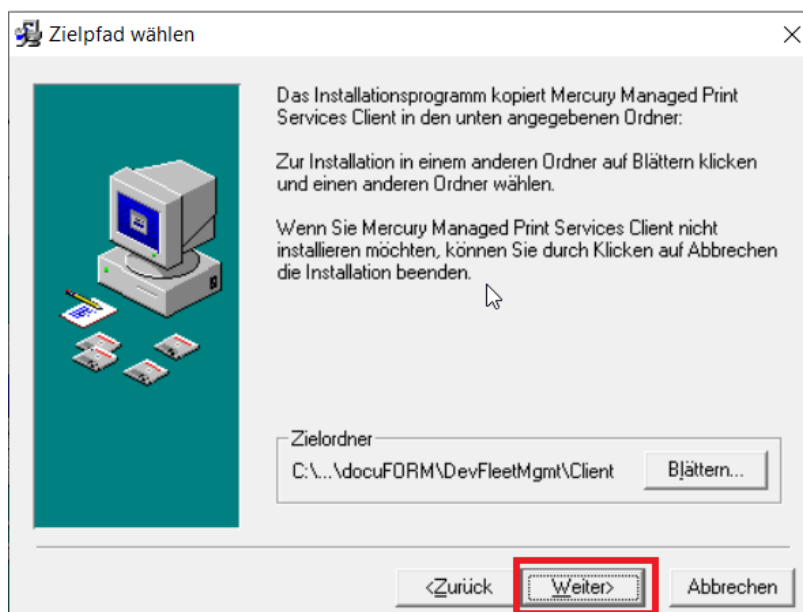 Zielpfad wählen
Das Installationsprogramm kopiert Mercury Managed Print
Services Client in den unten angegebenen Ordner:
Zur Installation in einem anderen Ordner auf Blättern klicken
und einen anderen Ordner wählen.
Wenn Sie Mercury Managed Print Services Client nicht
installieren möchten, können Sie durch Klicken auf Abbrechen
die Installation beenden.
Zielordner
C:\...\docuFORM\DevFleetMgmt\Client
Blättern...
<Zurück
Weiter>
Abbrechen